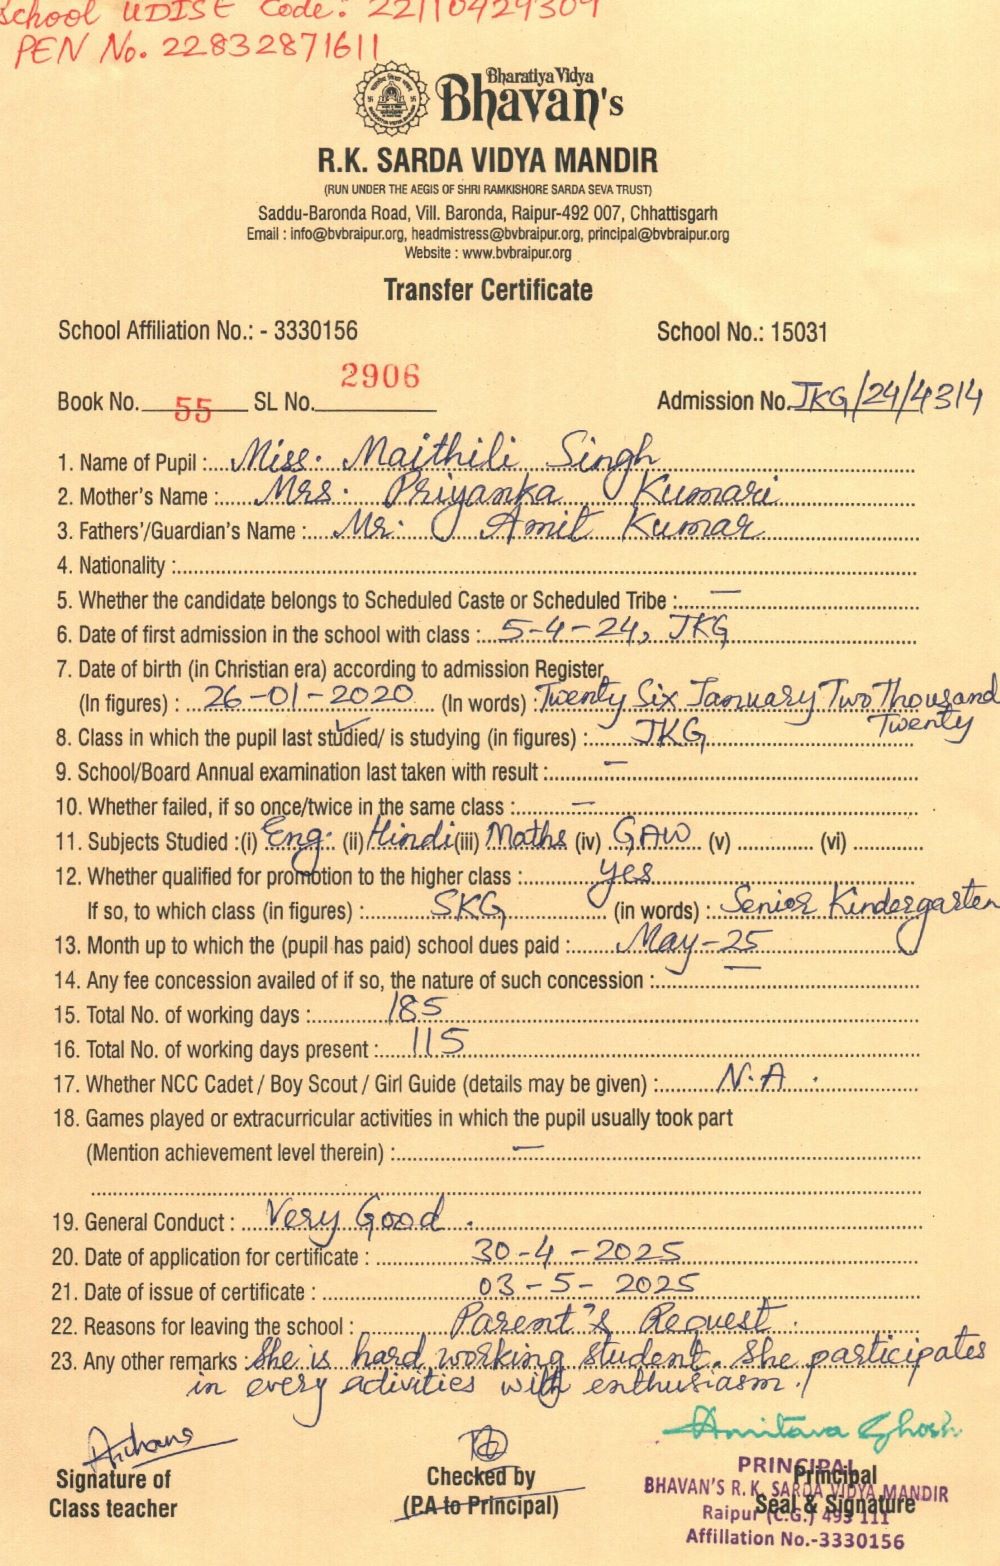 School UDISE Code: 22110429309
PEN No. 22832871611
Bharatiya Vidya
Bhavan's
R.K. SARDA VIDYA MANDIR
(RUN UNDER THE AEGIS OF SHRI RAMKISHORE SARDA SEVA TRUST)
Saddu-Baronda Road, Vill. Baronda, Raipur-492 007, Chhattisgarh
Email : info@bvbraipur.org, headmistress@bvbraipur.org, principal@bvbraipur.org
Website : www.bvbraipur.org
Transfer Certificate
School Affiliation No.: - 3330156 School No.: 15031
Book No. 55 SL No. 2906 Admission No. JKG/24/4314
1. Name of Pupil : Miss. Maithili Singh
2. Mother's Name : Mrs. Priyanka Kumari
3. Fathers'/Guardian's Name : Mr. Amit Kumar
4. Nationality :
5. Whether the candidate belongs to Scheduled Caste or Scheduled Tribe : —
6. Date of first admission in the school with class : 5-4-24, JKG
7. Date of birth (in Christian era) according to admission Register
(In figures) : 26-01-2020 (In words) : Twenty Six January Two Thousand
Twenty
8. Class in which the pupil last studied/ is studying (in figures) : JKG
9. School/Board Annual examination last taken with result : —
10. Whether failed, if so once/twice in the same class : —
11. Subjects Studied :(i) Eng. (ii) Hindi (iii) Maths (iv) GAW (v) (vi)
12. Whether qualified for promotion to the higher class : yes
If so, to which class (in figures) : SKG (in words) : Senior Kindergarten
13. Month up to which the (pupil has paid) school dues paid : May-25
14. Any fee concession availed of if so, the nature of such concession : —
15. Total No. of working days : 185
16. Total No. of working days present : 115
17. Whether NCC Cadet / Boy Scout / Girl Guide (details may be given) : N.A.
18. Games played or extracurricular activities in which the pupil usually took part
(Mention achievement level therein) : —
19. General Conduct : Very Good.
20. Date of application for certificate : 30-4-2025
21. Date of issue of certificate : 03-5-2025
22. Reasons for leaving the school : Parent's Request.
23. Any other remarks : She is hard working student. She participates
in every activities with enthusiasm.
Archana
Amitava Ghosh
Signature of
Class teacher
Checked by
(PA to Principal)
Principal
Seal & Signature
PRINCIPAL
BHAVAN'S R. K. SARDA VIDYA MANDIR
Raipur (C.G.) 493 111
Affillation No.-3330156